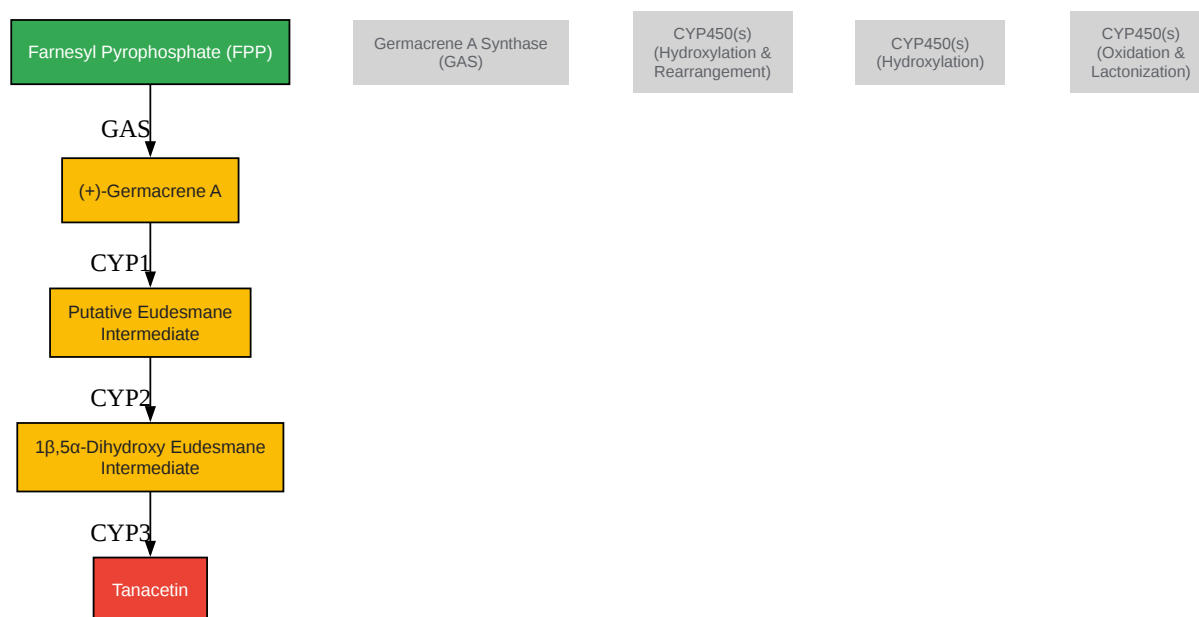 Farnesyl Pyrophosphate (FPP)
Germacrene A Synthase
(GAS)
CYP450(s)
(Hydroxylation &
Rearrangement)
CYP450(s)
(Hydroxylation)
CYP450(s)
(Oxidation &
Lactonization)
GAS
(+)-Germacrene A
CYP1
Putative Eudesmane
Intermediate
CYP2
1β,5α-Dihydroxy Eudesmane
Intermediate
CYP3
Tanacetin